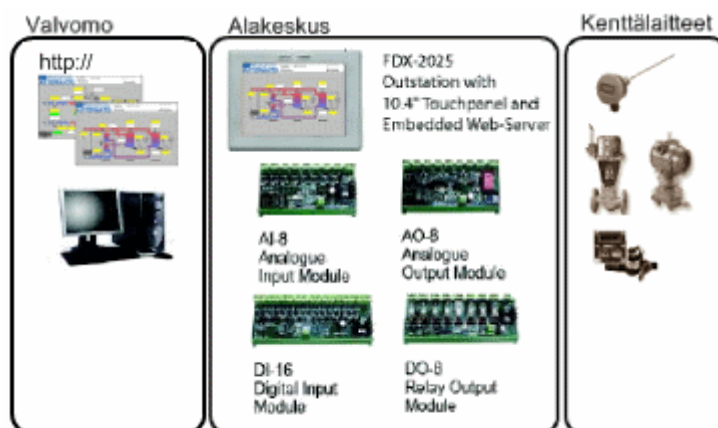 Valvomo
Alakeskus
Kenttälaitteet
http://
FDX-2025
Outstation with
10.4" Touchpanel and
Embedded Web-Server
AI-8
Analogue
Input Module
AO-8
Analogue
Output Module
DI-16
Digital Input
Module
DO-8
Relay Output
Module